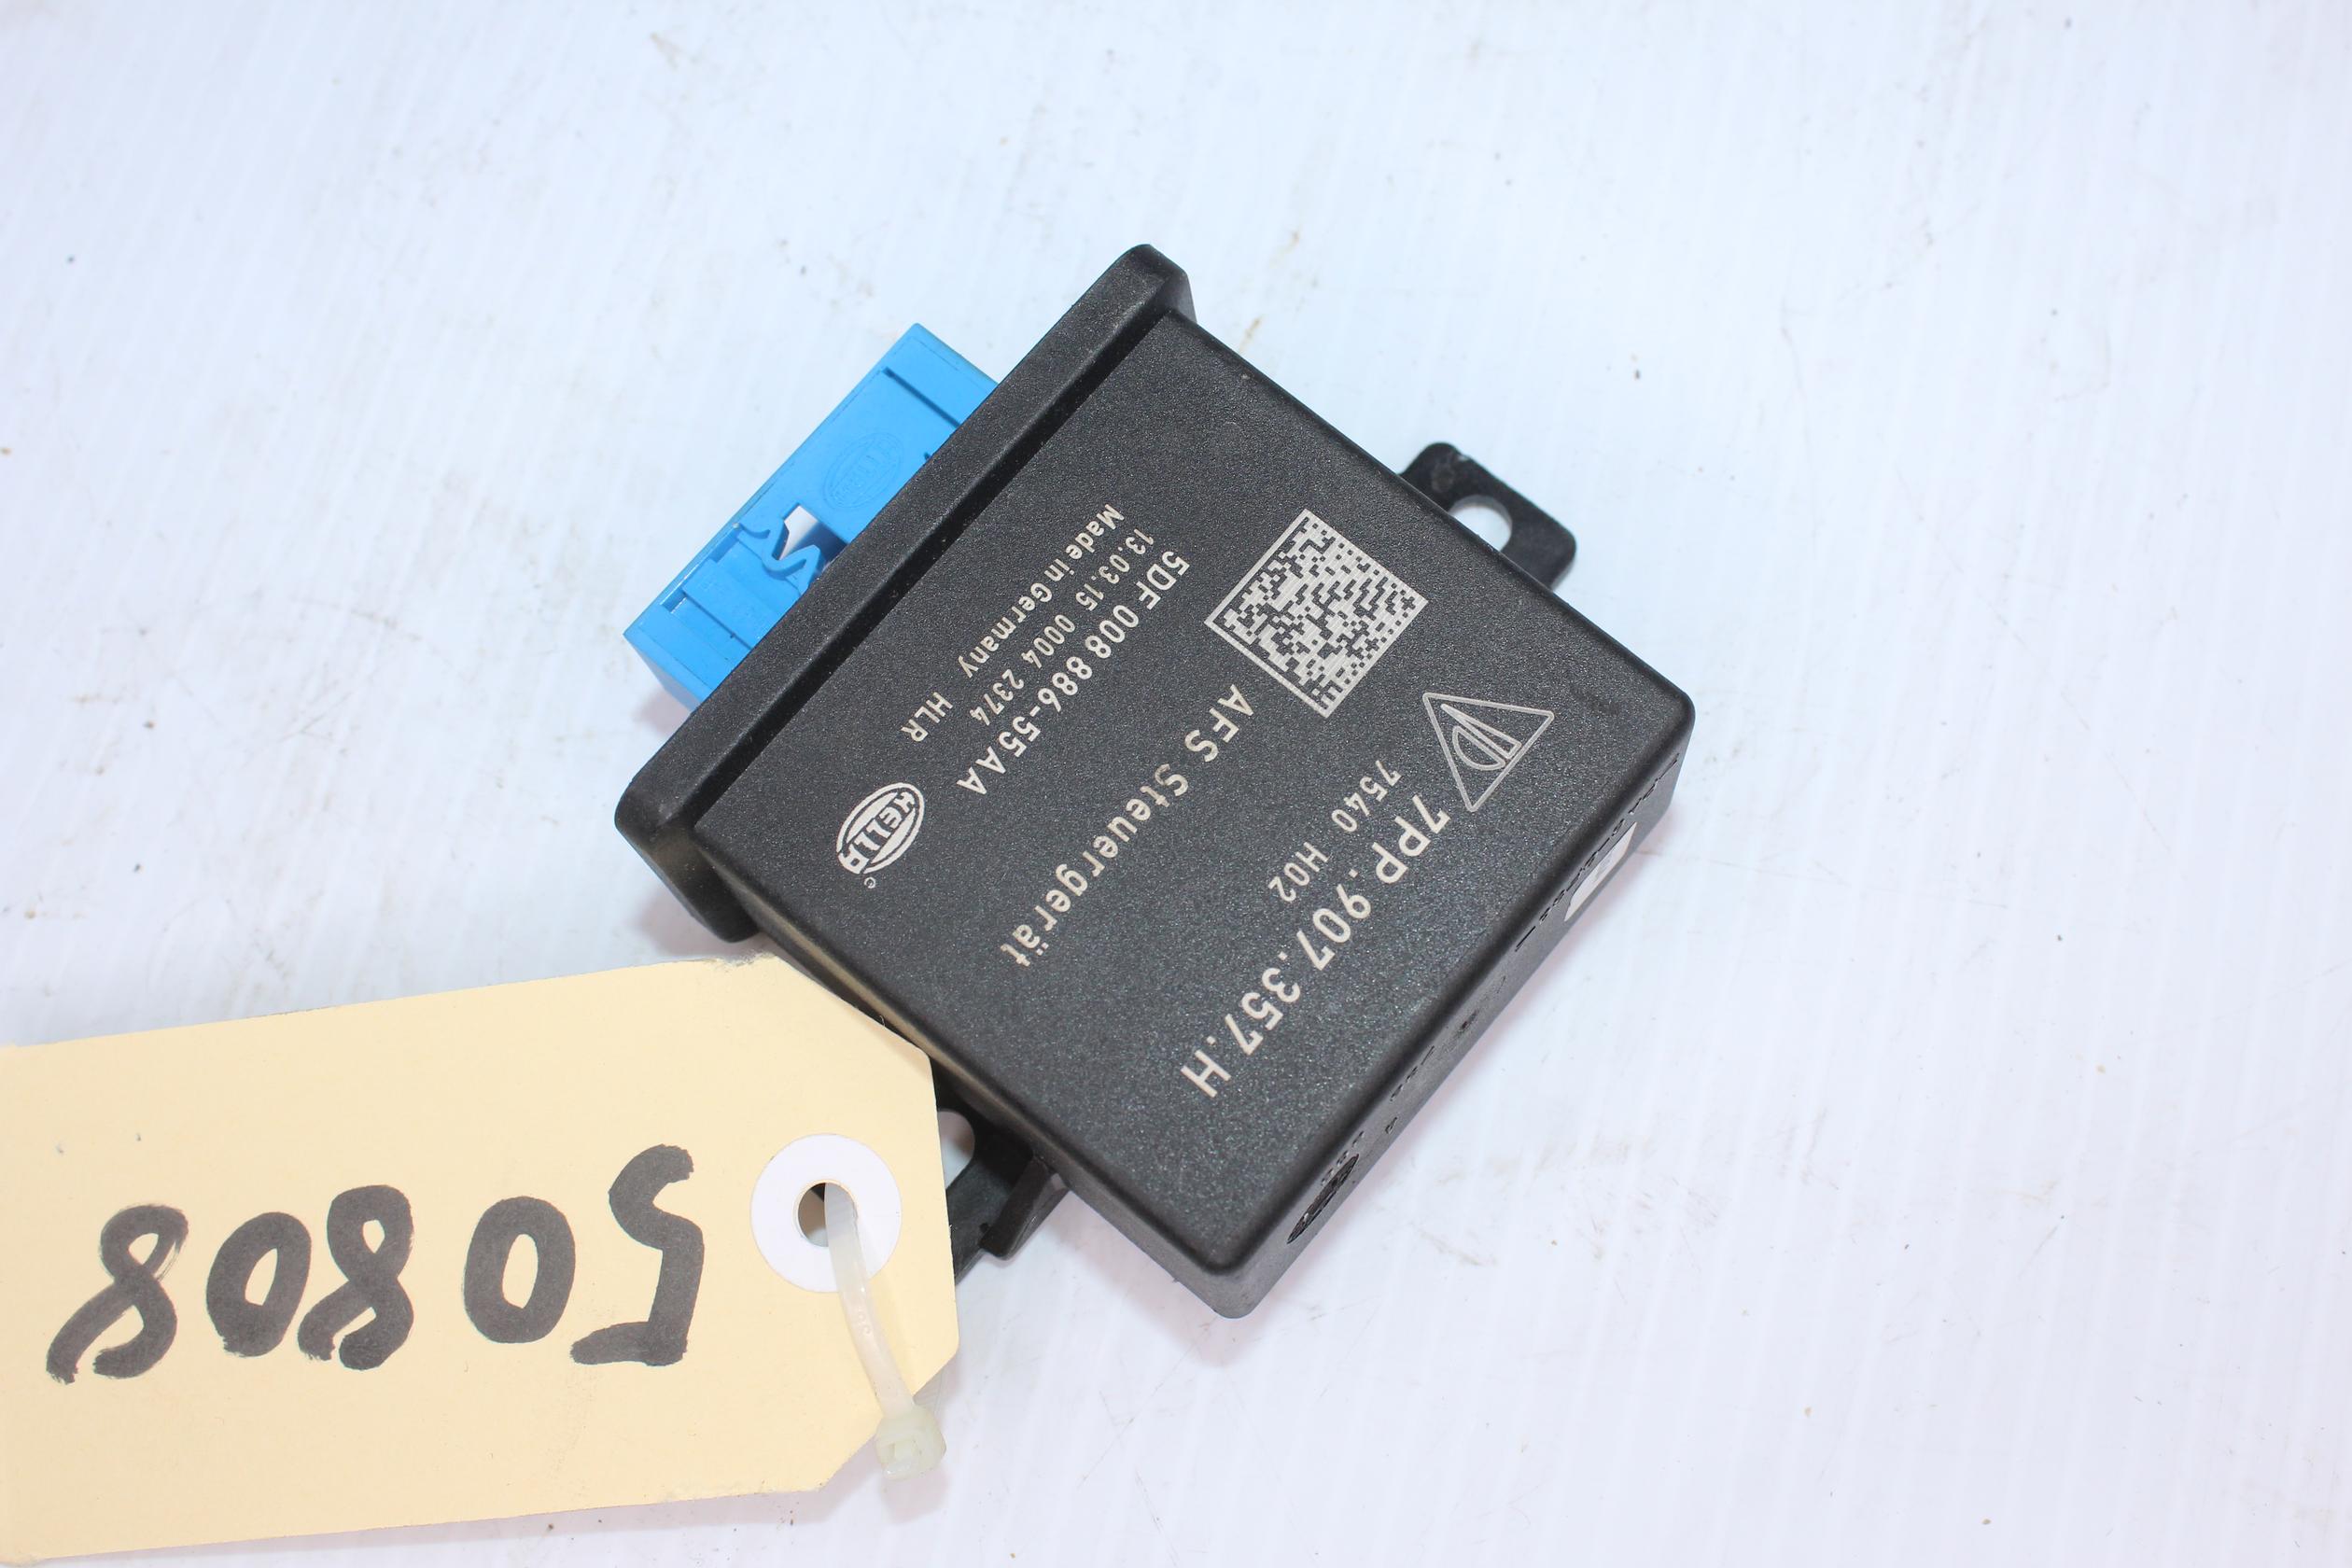 7PP.907.357.H
7540 H02
AFS Steuergerät
5DF 008 886-55AA
13.03.15 0004 2374
Made in Germany HLR
HELLA
50808